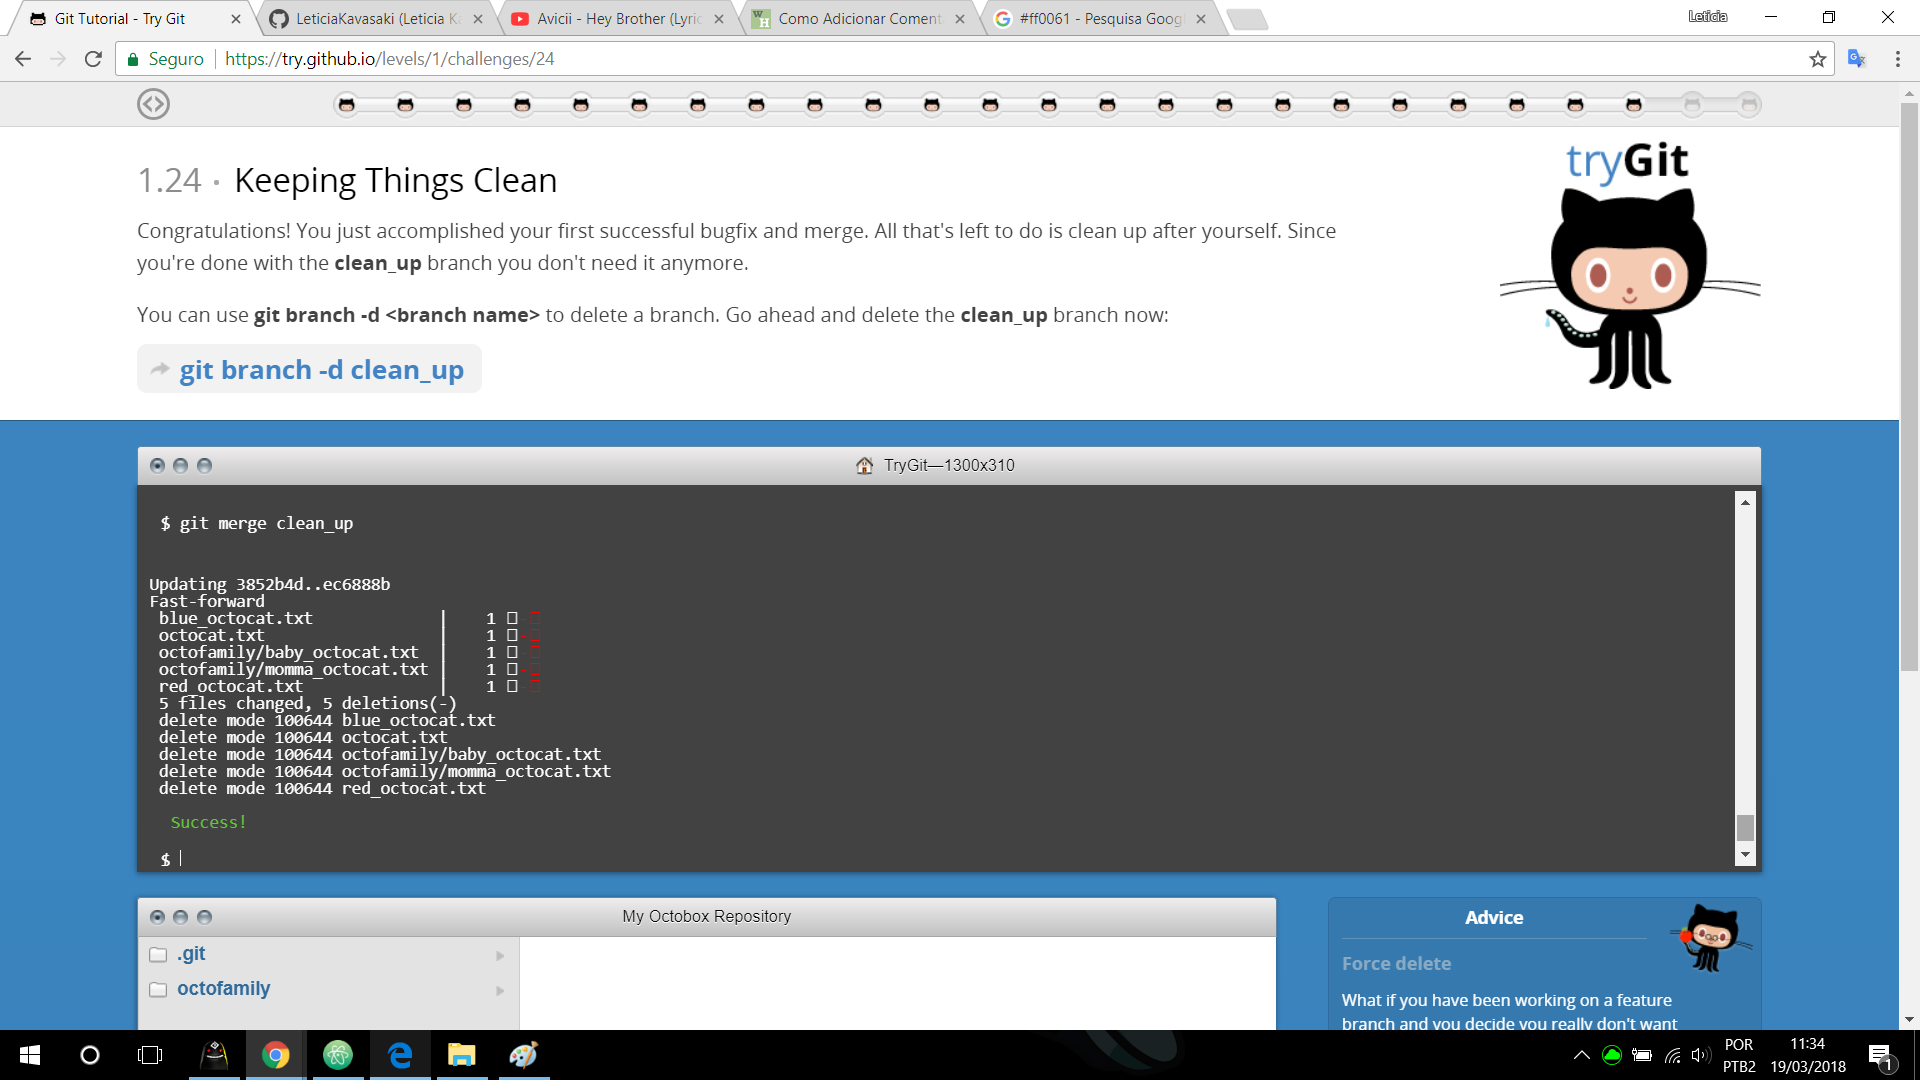 Git Tutorial - Try Git
LeticiaKavasaki (Leticia K
Avicii - Hey Brother (Lyric
Como Adicionar Coment
#ff0061 - Pesquisa Goog
Leticia
Seguro
https://try.github.io/levels/1/challenges/24
1.24 · Keeping Things Clean
tryGit
Congratulations! You just accomplished your first successful bugfix and merge. All that's left to do is clean up after yourself. Since
you're done with the clean_up branch you don't need it anymore.
You can use git branch -d <branch name> to delete a branch. Go ahead and delete the clean_up branch now:
git branch -d clean_up
TryGit—1300x310
$ git merge clean_up
Updating 3852b4d..ec6888b
Fast-forward
blue_octocat.txt | 1 □-□
octocat.txt | 1 □-□
octofamily/baby_octocat.txt | 1 □-□
octofamily/momma_octocat.txt | 1 □-□
red_octocat.txt | 1 □-□
5 files changed, 5 deletions(-)
delete mode 100644 blue_octocat.txt
delete mode 100644 octocat.txt
delete mode 100644 octofamily/baby_octocat.txt
delete mode 100644 octofamily/momma_octocat.txt
delete mode 100644 red_octocat.txt
Success!
$
My Octobox Repository
.git
octofamily
Advice
Force delete
What if you have been working on a feature
branch and you decide you really don't want
POR
PTB2
11:34
19/03/2018
1